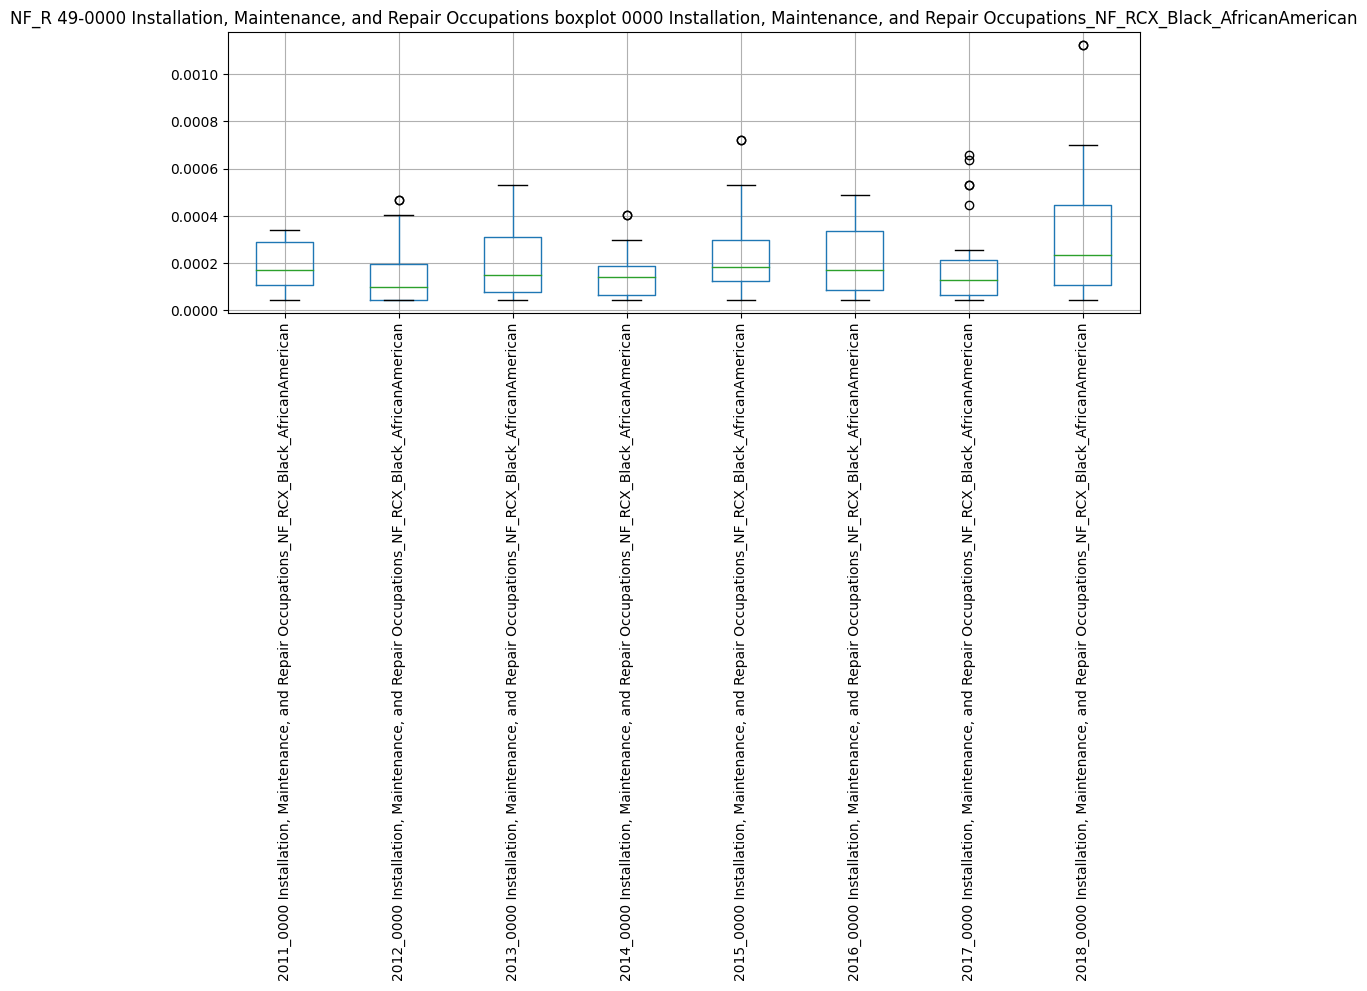 NF_R 49-0000 Installation, Maintenance, and Repair Occupations boxplot 0000 Installation, Maintenance, and Repair Occupations_NF_RCX_Black_AfricanAmerican
0.0010
0.0008
0.0006
0.0004
0.0002
0.0000
2011_0000 Installation, Maintenance, and Repair Occupations_NF_RCX_Black_AfricanAmerican
2012_0000 Installation, Maintenance, and Repair Occupations_NF_RCX_Black_AfricanAmerican
2013_0000 Installation, Maintenance, and Repair Occupations_NF_RCX_Black_AfricanAmerican
2014_0000 Installation, Maintenance, and Repair Occupations_NF_RCX_Black_AfricanAmerican
2015_0000 Installation, Maintenance, and Repair Occupations_NF_RCX_Black_AfricanAmerican
2016_0000 Installation, Maintenance, and Repair Occupations_NF_RCX_Black_AfricanAmerican
2017_0000 Installation, Maintenance, and Repair Occupations_NF_RCX_Black_AfricanAmerican
2018_0000 Installation, Maintenance, and Repair Occupations_NF_RCX_Black_AfricanAmerican